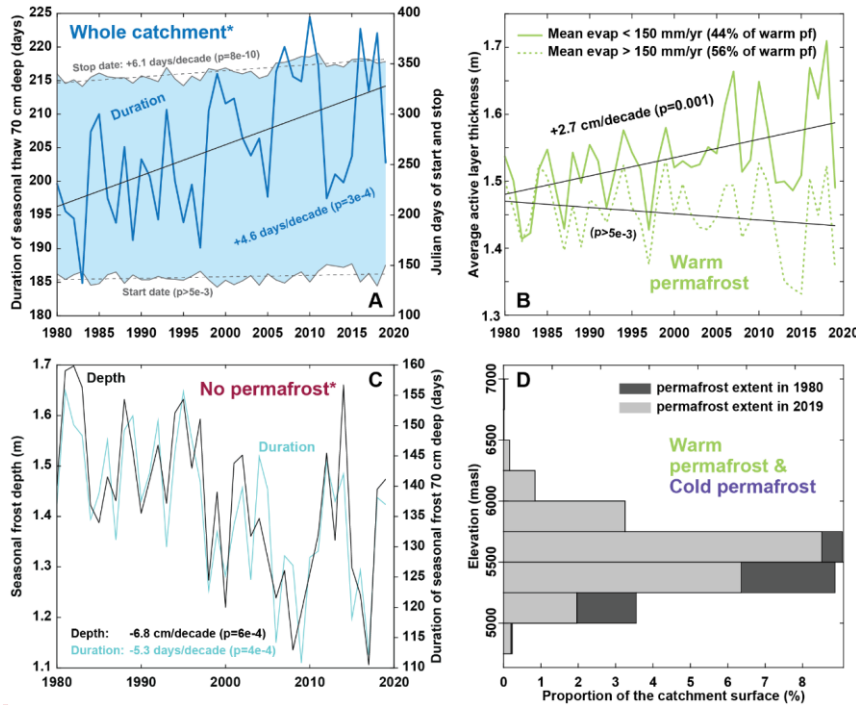 Whole catchment*
Stop date: +6.1 days/decade (p=8e-10)
Duration
+4.6 days/decade (p=3e-4)
Start date (p>5e-3)
A
Duration of seasonal thaw 70 cm deep (days)
225
220
215
210
205
200
195
190
185
180
Julian days of start and stop
400
350
300
250
200
150
100
1980 1985 1990 1995 2000 2005 2010 2015 2020
Mean evap < 150 mm/yr (44% of warm pf)
Mean evap > 150 mm/yr (56% of warm pf)
+2.7 cm/decade (p=0.001)
(p>5e-3)
Warm
permafrost
B
Average active layer thickness (m)
1.7
1.6
1.5
1.4
1.3
1980 1985 1990 1995 2000 2005 2010 2015 2020
Depth
No permafrost*
C
Duration
Depth: -6.8 cm/decade (p=6e-4)
Duration: -5.3 days/decade (p=4e-4)
Seasonal frost depth (m)
1.7
1.6
1.5
1.4
1.3
1.2
1.1
Duration of seasonal frost 70 cm deep (days)
160
155
150
145
140
135
130
125
120
115
110
1980 1985 1990 1995 2000 2005 2010 2015 2020
D
permafrost extent in 1980
permafrost extent in 2019
Warm
permafrost &
Cold permafrost
Elevation (masl)
7000
6500
6000
5500
5000
0 1 2 3 4 5 6 7 8
Proportion of the catchment surface (%)